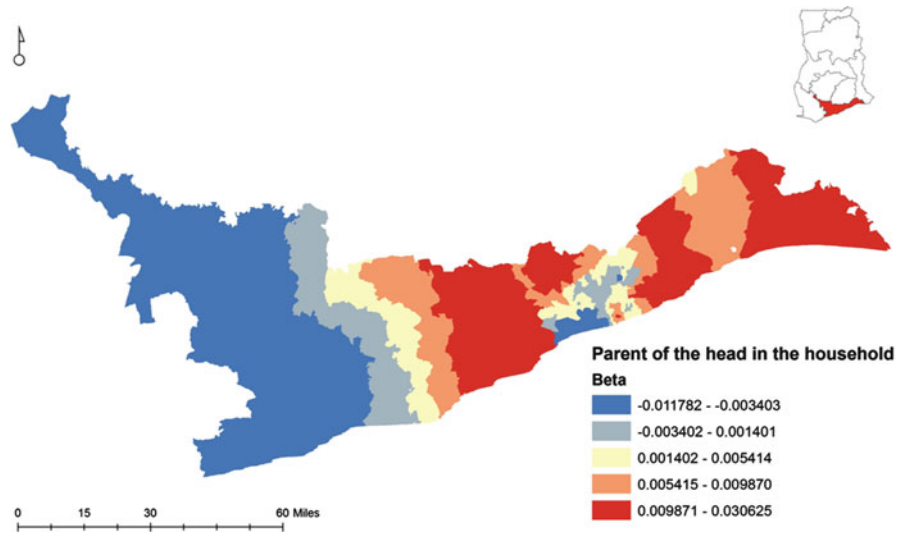 Parent of the head in the household
Beta
-0.011782 - -0.003403
-0.003402 - 0.001401
0.001402 - 0.005414
0.005415 - 0.009870
0.009871 - 0.030625
0 15 30 60 Miles